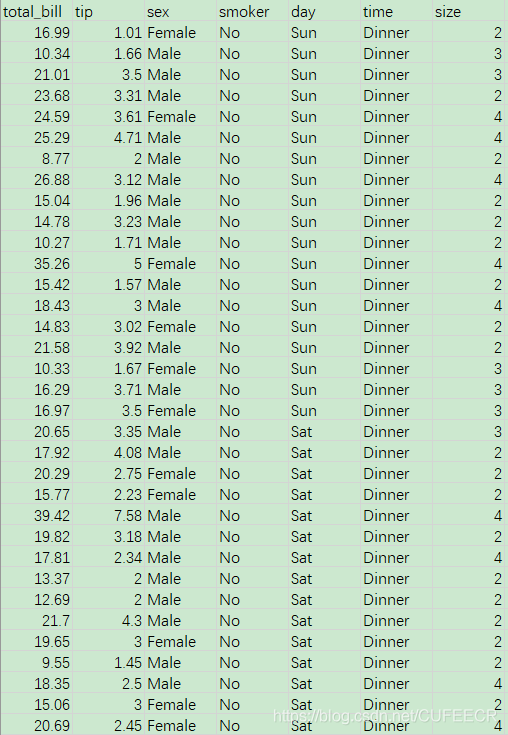 total_bill tip sex smoker day time size
16.99 1.01 Female No Sun Dinner 2
10.34 1.66 Male No Sun Dinner 3
21.01 3.5 Male No Sun Dinner 3
23.68 3.31 Male No Sun Dinner 2
24.59 3.61 Female No Sun Dinner 4
25.29 4.71 Male No Sun Dinner 4
8.77 2 Male No Sun Dinner 2
26.88 3.12 Male No Sun Dinner 4
15.04 1.96 Male No Sun Dinner 2
14.78 3.23 Male No Sun Dinner 2
10.27 1.71 Male No Sun Dinner 2
35.26 5 Female No Sun Dinner 4
15.42 1.57 Male No Sun Dinner 2
18.43 3 Male No Sun Dinner 4
14.83 3.02 Female No Sun Dinner 2
21.58 3.92 Male No Sun Dinner 2
10.33 1.67 Female No Sun Dinner 3
16.29 3.71 Male No Sun Dinner 3
16.97 3.5 Female No Sun Dinner 3
20.65 3.35 Male No Sat Dinner 3
17.92 4.08 Male No Sat Dinner 2
20.29 2.75 Female No Sat Dinner 2
15.77 2.23 Female No Sat Dinner 2
39.42 7.58 Male No Sat Dinner 4
19.82 3.18 Male No Sat Dinner 2
17.81 2.34 Male No Sat Dinner 4
13.37 2 Male No Sat Dinner 2
12.69 2 Male No Sat Dinner 2
21.7 4.3 Male No Sat Dinner 2
19.65 3 Female No Sat Dinner 2
9.55 1.45 Male No Sat Dinner 2
18.35 2.5 Male No Sat Dinner 4
15.06 3 Female No Sat Dinner 2
20.69 2.45 Female No Sat Dinner 4
https://blog.csdn.net/CUFEECR